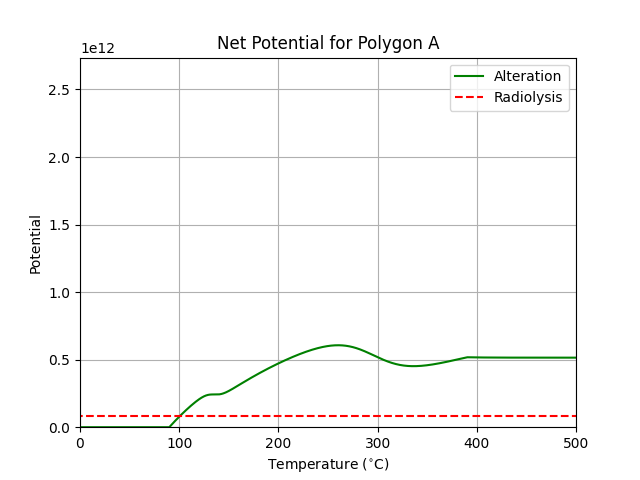 Net Potential for Polygon A
1e12
Alteration
Radiolysis
2.5
2.0
1.5
1.0
0.5
0.0
Potential
0 100 200 300 400 500
Temperature (°C)